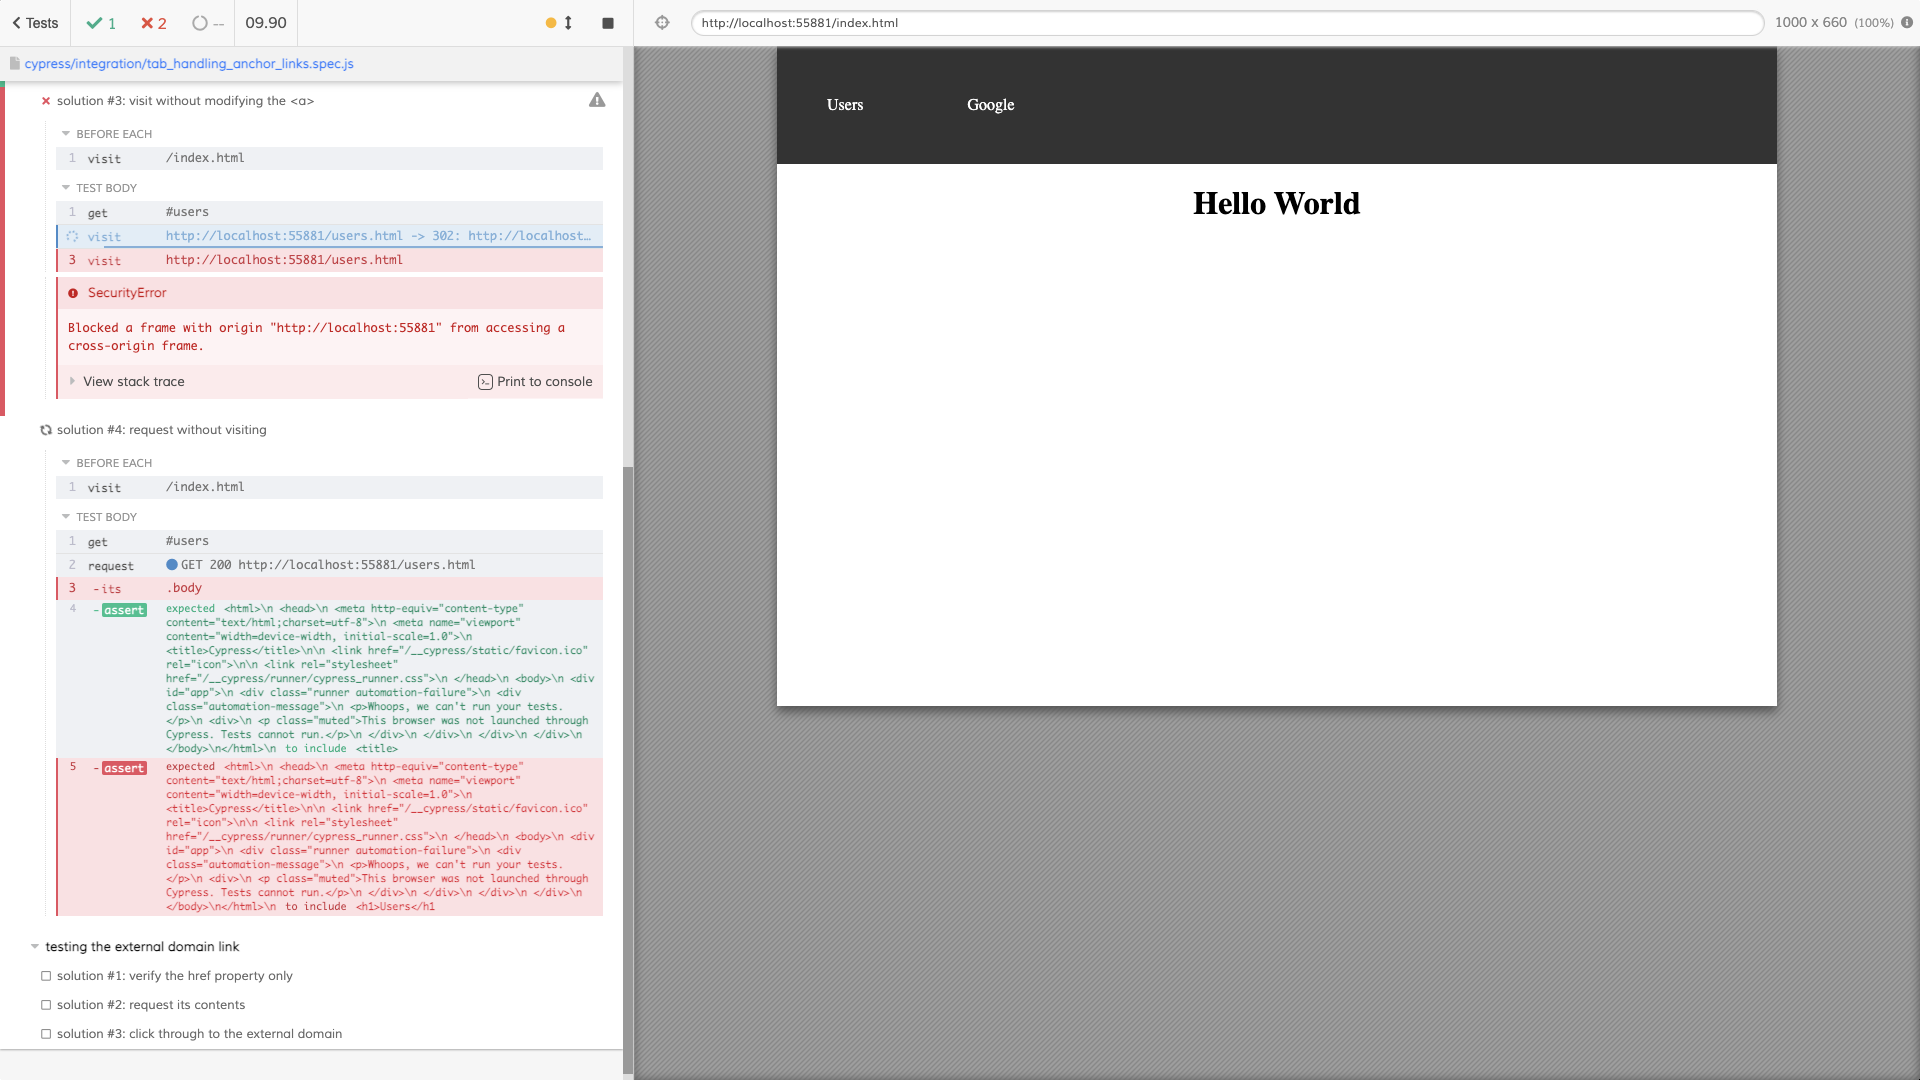 Tests
1
2
--
09.90
http://localhost:55881/index.html
1000 x 660 (100%)
cypress/integration/tab_handling_anchor_links.spec.js
solution #3: visit without modifying the <a>
BEFORE EACH
1 visit /index.html
TEST BODY
1 get #users
visit http://localhost:55881/users.html -> 302: http://localhost…
3 visit http://localhost:55881/users.html
SecurityError
Blocked a frame with origin "http://localhost:55881" from accessing a
cross-origin frame.
View stack trace
Print to console
solution #4: request without visiting
BEFORE EACH
1 visit /index.html
TEST BODY
1 get #users
2 request GET 200 http://localhost:55881/users.html
3 -its .body
4 -assert expected <html>\n <head>\n <meta http-equiv="content-type"
content="text/html;charset=utf-8">\n <meta name="viewport"
content="width=device-width, initial-scale=1.0">\n
<title>Cypress</title>\n\n <link href="/__cypress/static/favicon.ico"
rel="icon">\n\n <link rel="stylesheet"
href="/__cypress/runner/cypress_runner.css">\n </head>\n <body>\n <div
id="app">\n <div class="runner automation-failure">\n <div
class="automation-message">\n <p>Whoops, we can't run your tests.
</p>\n <div>\n <p class="muted">This browser was not launched through
Cypress. Tests cannot run.</p>\n </div>\n </div>\n </div>\n </div>\n
</body>\n</html>\n to include <title>
5 -assert expected <html>\n <head>\n <meta http-equiv="content-type"
content="text/html;charset=utf-8">\n <meta name="viewport"
content="width=device-width, initial-scale=1.0">\n
<title>Cypress</title>\n\n <link href="/__cypress/static/favicon.ico"
rel="icon">\n\n <link rel="stylesheet"
href="/__cypress/runner/cypress_runner.css">\n </head>\n <body>\n <div
id="app">\n <div class="runner automation-failure">\n <div
class="automation-message">\n <p>Whoops, we can't run your tests.
</p>\n <div>\n <p class="muted">This browser was not launched through
Cypress. Tests cannot run.</p>\n </div>\n </div>\n </div>\n </div>\n
</body>\n</html>\n to include <h1>Users</h1
testing the external domain link
solution #1: verify the href property only
solution #2: request its contents
solution #3: click through to the external domain
Users
Google
Hello World